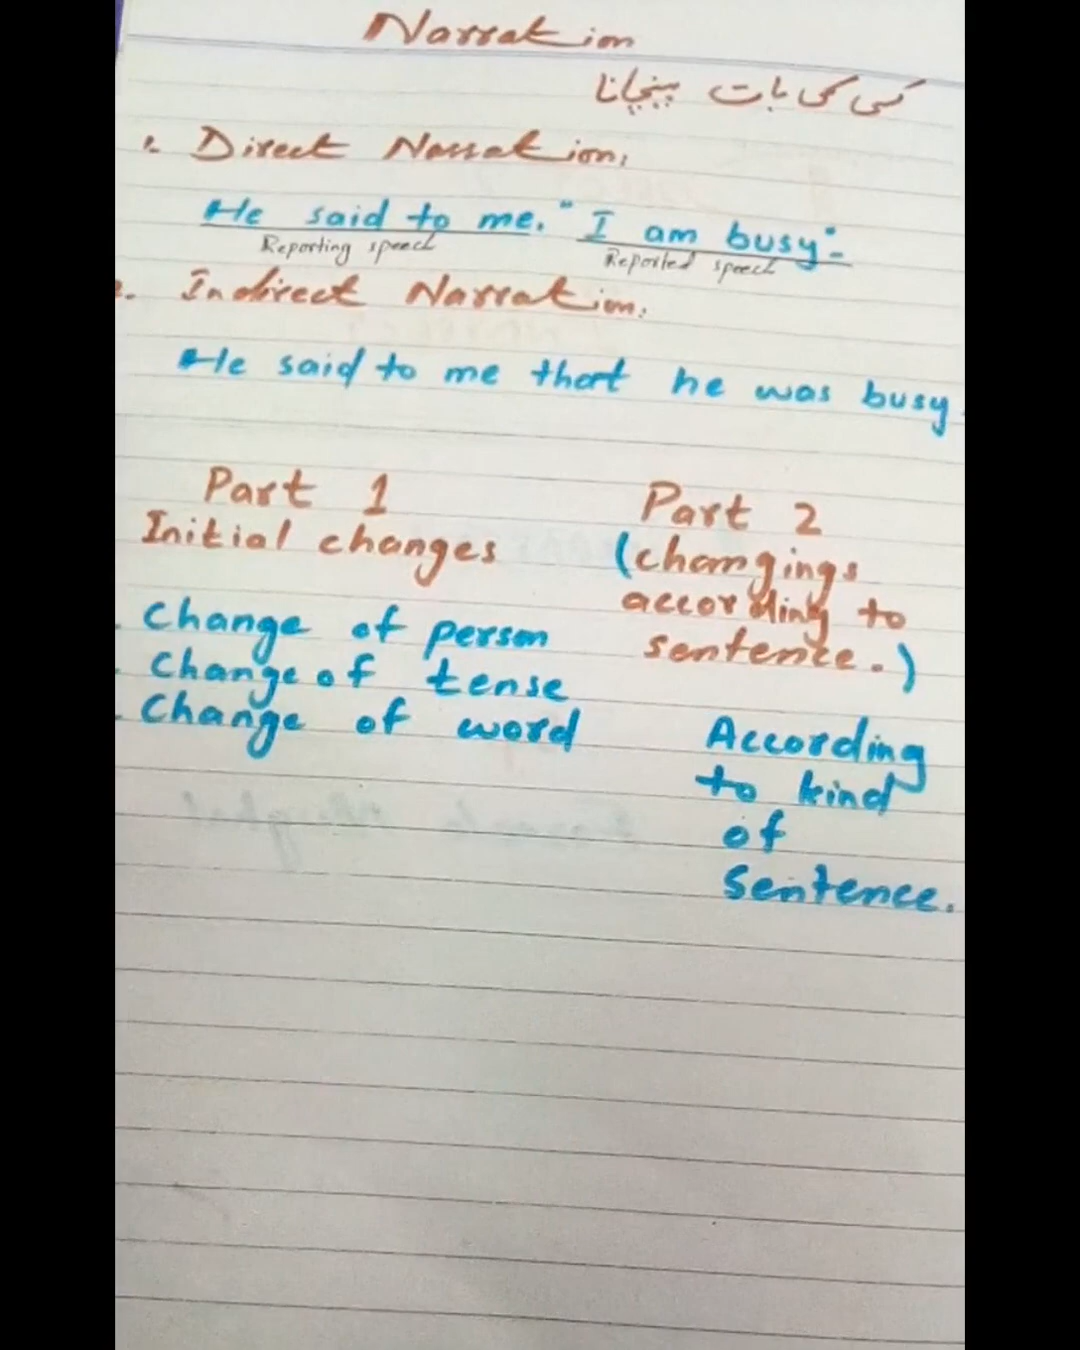 Narration
کسی کی بات پہنچانا
1. Direct Narration:
He said to me. "I am busy".
Reporting speech Reported speech
2. Indirect Narration:
He said to me that he was busy.
Part 1
Initial changes
. Change of person
. Change of tense
. Change of word
Part 2
(changings
according to
sentence.)
According
to kind
of
Sentence.